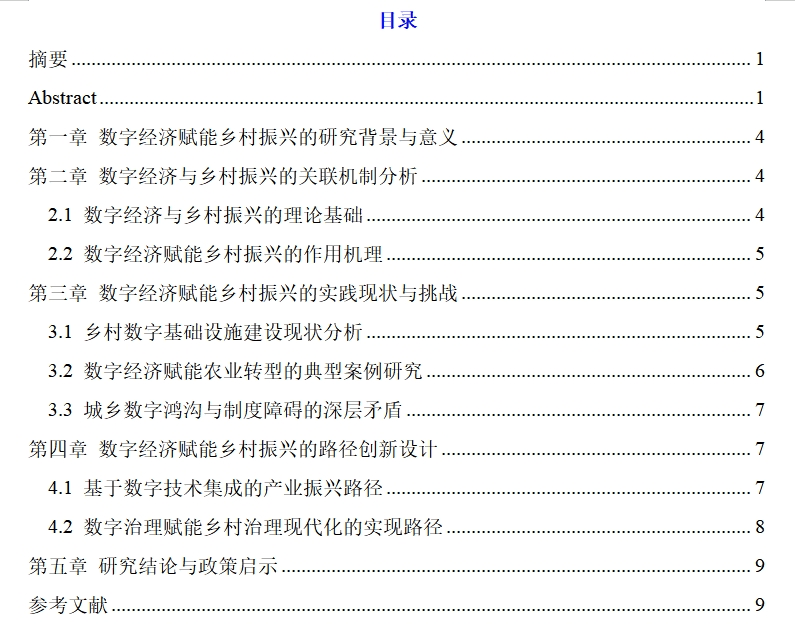 目录
摘要 1
Abstract 1
第一章 数字经济赋能乡村振兴的研究背景与意义 4
第二章 数字经济与乡村振兴的关联机制分析 4
2.1 数字经济与乡村振兴的理论基础 4
2.2 数字经济赋能乡村振兴的作用机理 5
第三章 数字经济赋能乡村振兴的实践现状与挑战 5
3.1 乡村数字基础设施建设现状分析 5
3.2 数字经济赋能农业转型的典型案例研究 6
3.3 城乡数字鸿沟与制度障碍的深层矛盾 7
第四章 数字经济赋能乡村振兴的路径创新设计 7
4.1 基于数字技术集成的产业振兴路径 7
4.2 数字治理赋能乡村治理现代化的实现路径 8
第五章 研究结论与政策启示 9
参考文献 9